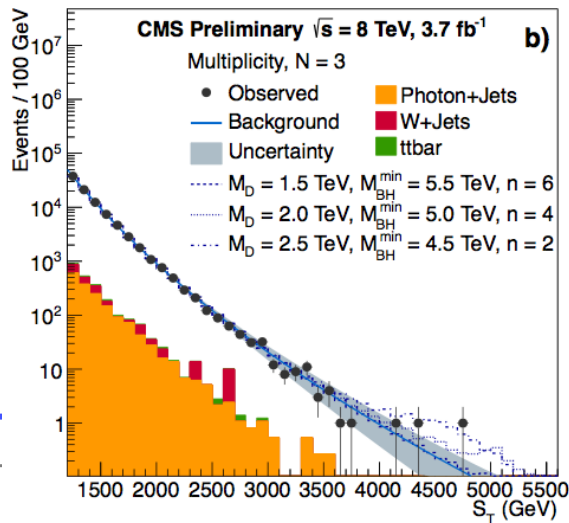 CMS Preliminary √s = 8 TeV, 3.7 fb⁻¹
b)
Multiplicity, N = 3
Observed
Background
Uncertainty
Photon+Jets
W+Jets
ttbar
M_D = 1.5 TeV, M_BH^min = 5.5 TeV, n = 6
M_D = 2.0 TeV, M_BH^min = 5.0 TeV, n = 4
M_D = 2.5 TeV, M_BH^min = 4.5 TeV, n = 2
Events / 100 GeV
10⁷
10⁶
10⁵
10⁴
10³
10²
10
1
1500 2000 2500 3000 3500 4000 4500 5000 5500
S_T (GeV)